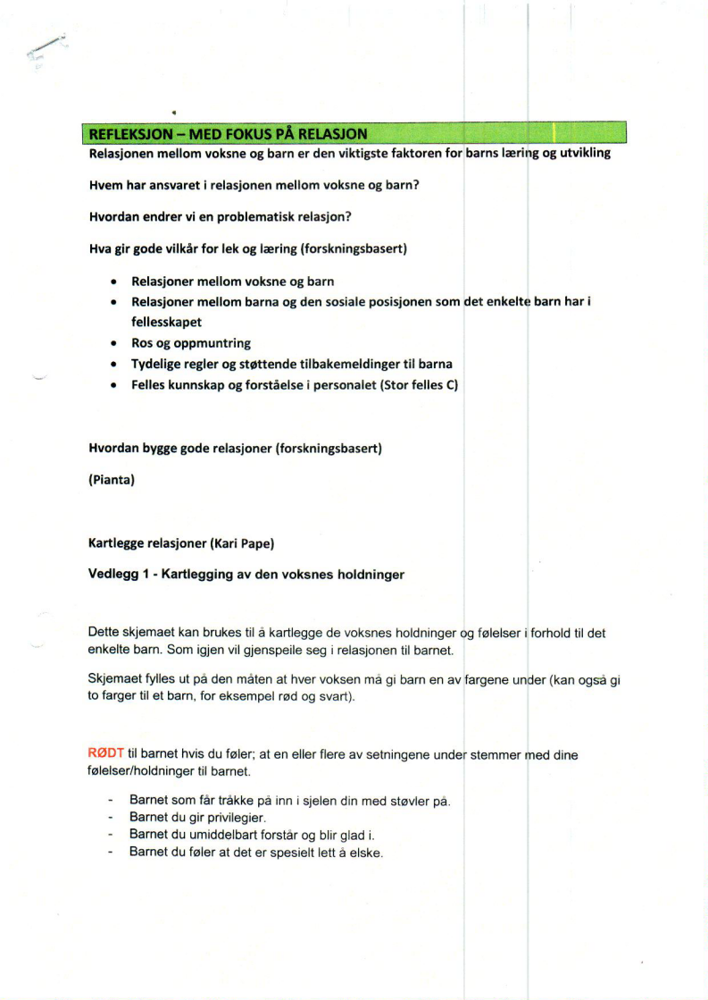 REFLEKSJON – MED FOKUS PÅ RELASJON
Relasjonen mellom voksne og barn er den viktigste faktoren for barns læring og utvikling
Hvem har ansvaret i relasjonen mellom voksne og barn?
Hvordan endrer vi en problematisk relasjon?
Hva gir gode vilkår for lek og læring (forskningsbasert)
• Relasjoner mellom voksne og barn
• Relasjoner mellom barna og den sosiale posisjonen som det enkelte barn har i
fellesskapet
• Ros og oppmuntring
• Tydelige regler og støttende tilbakemeldinger til barna
• Felles kunnskap og forståelse i personalet (Stor felles C)
Hvordan bygge gode relasjoner (forskningsbasert)
(Pianta)
Kartlegge relasjoner (Kari Pape)
Vedlegg 1 - Kartlegging av den voksnes holdninger
Dette skjemaet kan brukes til å kartlegge de voksnes holdninger og følelser i forhold til det
enkelte barn. Som igjen vil gjenspeile seg i relasjonen til barnet.
Skjemaet fylles ut på den måten at hver voksen må gi barn en av fargene under (kan også gi
to farger til et barn, for eksempel rød og svart).
RØDT til barnet hvis du føler; at en eller flere av setningene under stemmer med dine
følelser/holdninger til barnet.
- Barnet som får tråkke på inn i sjelen din med støvler på.
- Barnet du gir privilegier.
- Barnet du umiddelbart forstår og blir glad i.
- Barnet du føler at det er spesielt lett å elske.